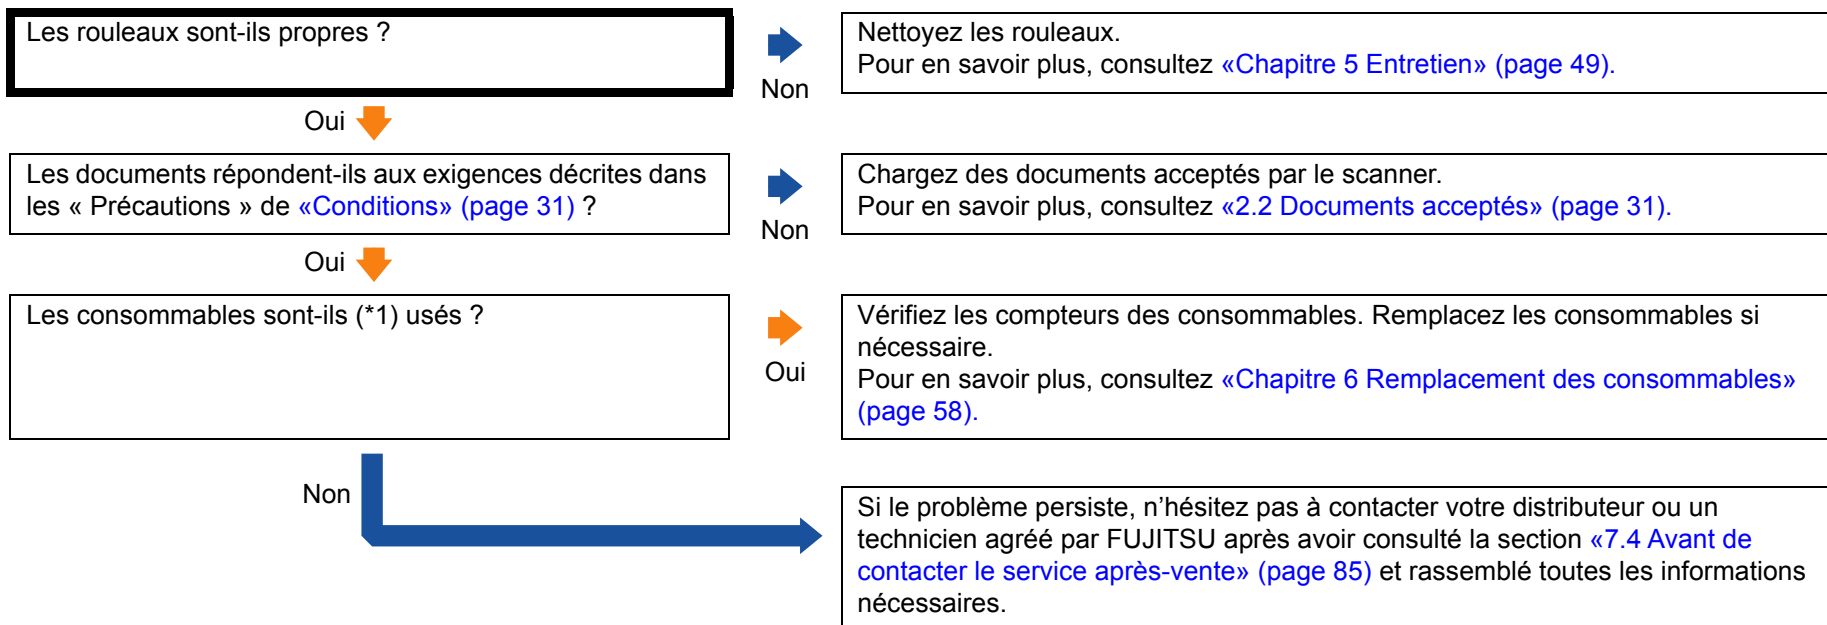 Les rouleaux sont-ils propres ?
Non
Nettoyez les rouleaux.
Pour en savoir plus, consultez «Chapitre 5 Entretien» (page 49).
Oui
Les documents répondent-ils aux exigences décrites dans
les « Précautions » de «Conditions» (page 31) ?
Non
Chargez des documents acceptés par le scanner.
Pour en savoir plus, consultez «2.2 Documents acceptés» (page 31).
Oui
Les consommables sont-ils (*1) usés ?
Oui
Vérifiez les compteurs des consommables. Remplacez les consommables si
nécessaire.
Pour en savoir plus, consultez «Chapitre 6 Remplacement des consommables»
(page 58).
Non
Si le problème persiste, n’hésitez pas à contacter votre distributeur ou un
technicien agréé par FUJITSU après avoir consulté la section «7.4 Avant de
contacter le service après-vente» (page 85) et rassemblé toutes les informations
nécessaires.